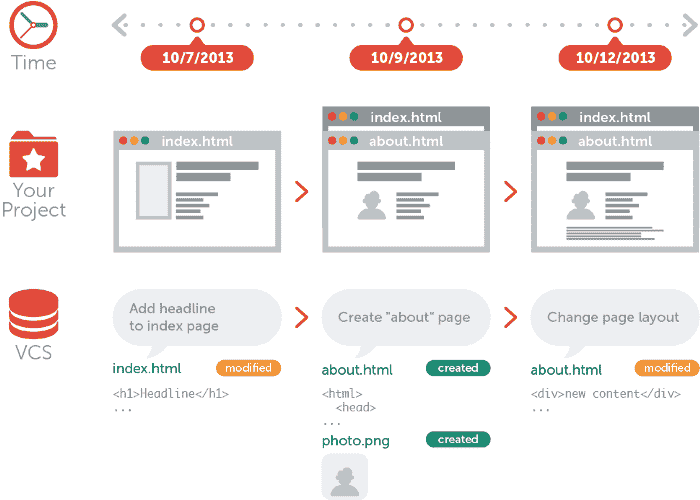 Time
10/7/2013
10/9/2013
10/12/2013
Your
Project
index.html
index.html
about.html
index.html
about.html
VCS
Add headline
to index page
Create "about" page
Change page layout
index.html
modified
<h1>Headline</h1>
...
about.html
created
<html>
<head>
...
photo.png
created
about.html
modified
<div>new content</div>
...